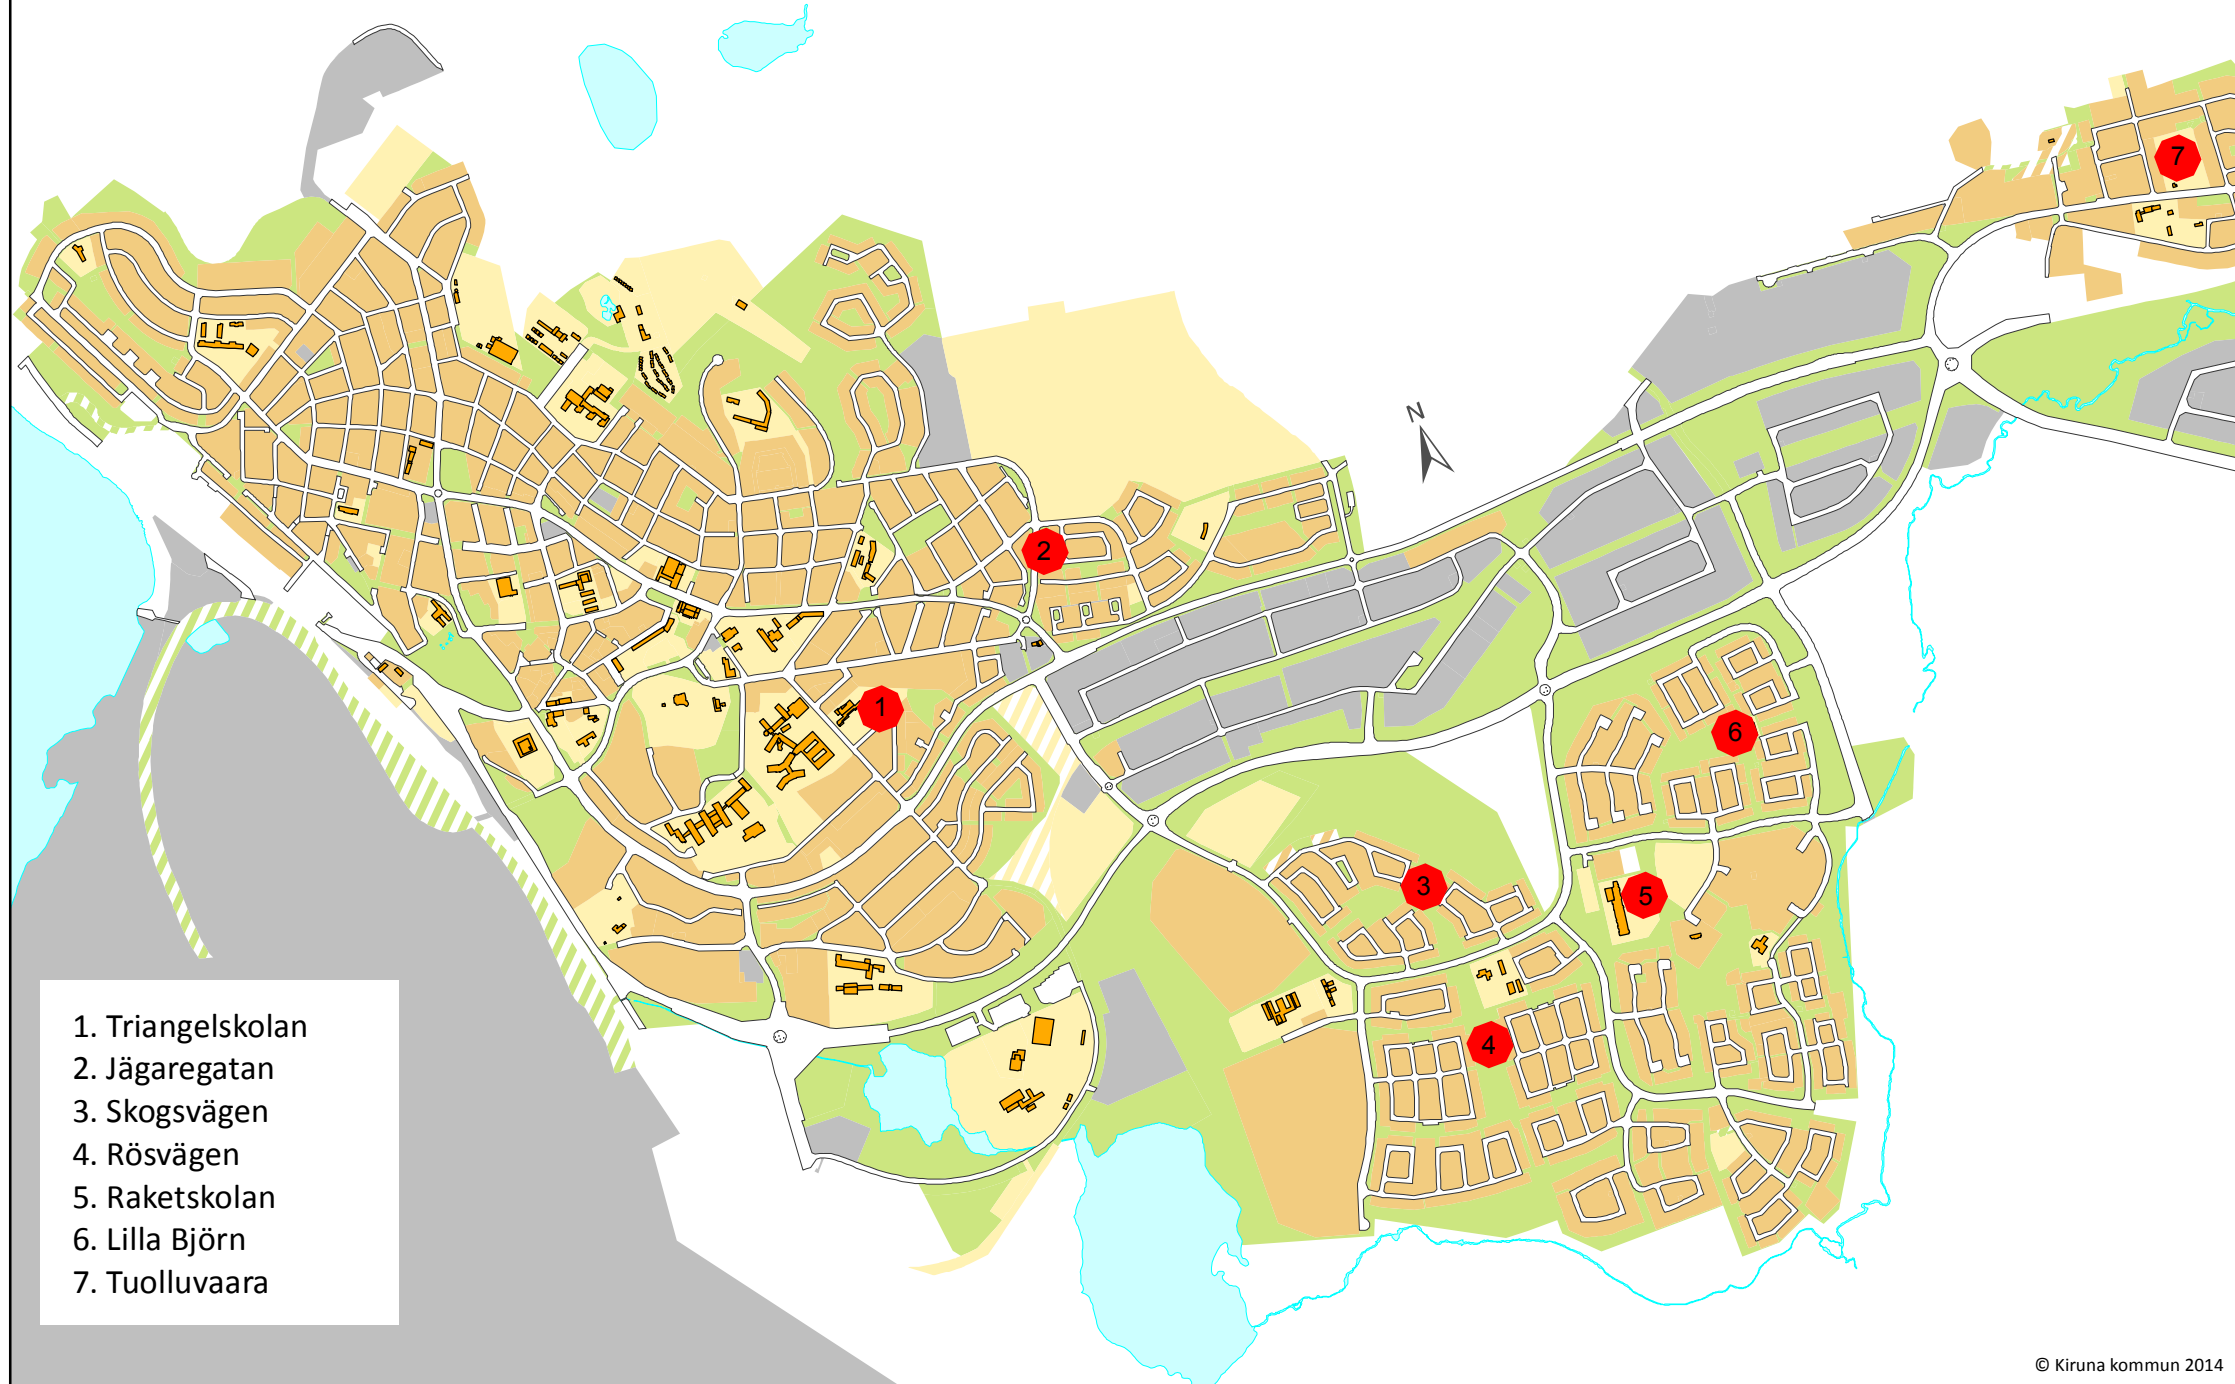 7
N
2
1
6
3
5
4
1. Triangelskolan
2. Jägaregatan
3. Skogsvägen
4. Rösvägen
5. Raketskolan
6. Lilla Björn
7. Tuolluvaara
© Kiruna kommun 2014